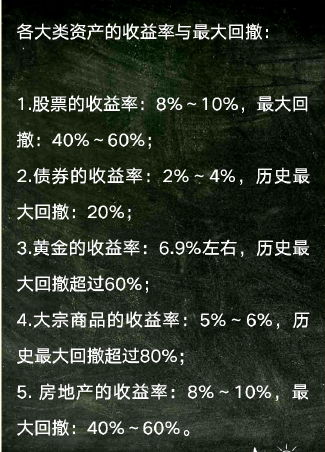 各大类资产的收益率与最大回撤：
1.股票的收益率：8%～10%，最大回
撤：40%～60%；
2.债券的收益率：2%～4%，历史最
大回撤：20%；
3.黄金的收益率：6.9%左右，历史最
大回撤超过60%；
4.大宗商品的收益率：5%～6%，历
史最大回撤超过80%；
5. 房地产的收益率：8%～10%，最
大回撤：40%～60%。